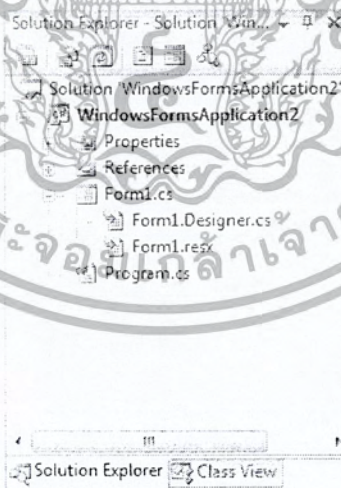 Solution Explorer - Solution 'Win...
Solution 'WindowsFormsApplication2'
WindowsFormsApplication2
Properties
References
Form1.cs
Form1.Designer.cs
Form1.resx
Program.cs
Solution Explorer
Class View